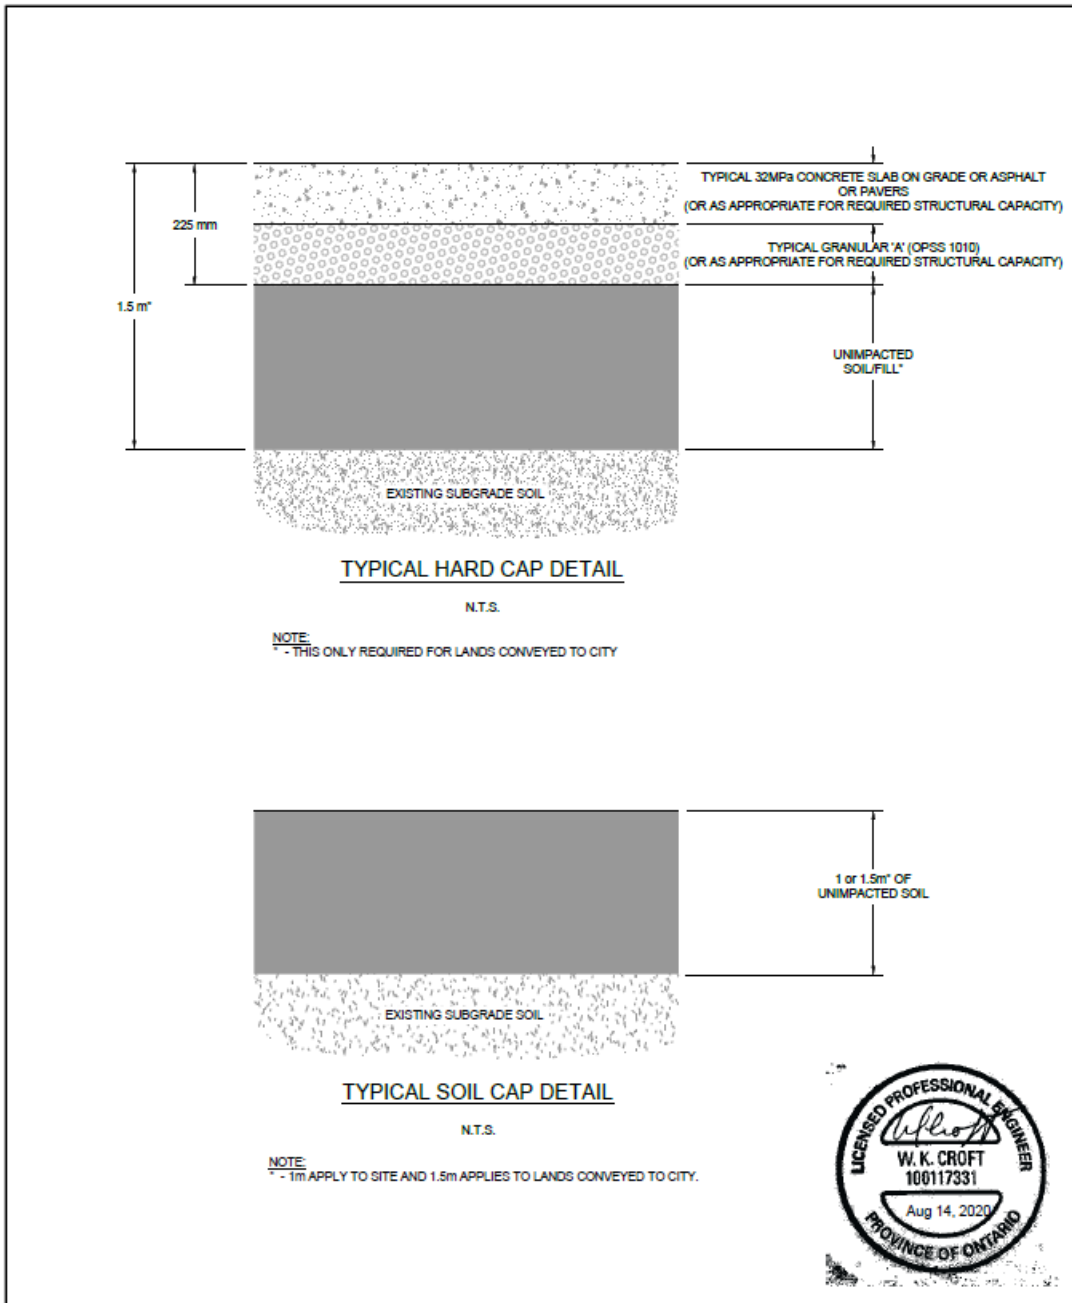 TYPICAL 32MPa CONCRETE SLAB ON GRADE OR ASPHALT
OR PAVERS
(OR AS APPROPRIATE FOR REQUIRED STRUCTURAL CAPACITY)
225 mm
TYPICAL GRANULAR 'A' (OPSS 1010)
(OR AS APPROPRIATE FOR REQUIRED STRUCTURAL CAPACITY)
1.5 m*
UNIMPACTED
SOIL/FILL*
EXISTING SUBGRADE SOIL
TYPICAL HARD CAP DETAIL
N.T.S.
NOTE:
* - THIS ONLY REQUIRED FOR LANDS CONVEYED TO CITY
1 or 1.5m* OF
UNIMPACTED SOIL
EXISTING SUBGRADE SOIL
TYPICAL SOIL CAP DETAIL
N.T.S.
NOTE:
* - 1m APPLY TO SITE AND 1.5m APPLIES TO LANDS CONVEYED TO CITY.
LICENSED PROFESSIONAL ENGINEER
W. K. CROFT
100117331
Aug 14, 2020
PROVINCE OF ONTARIO